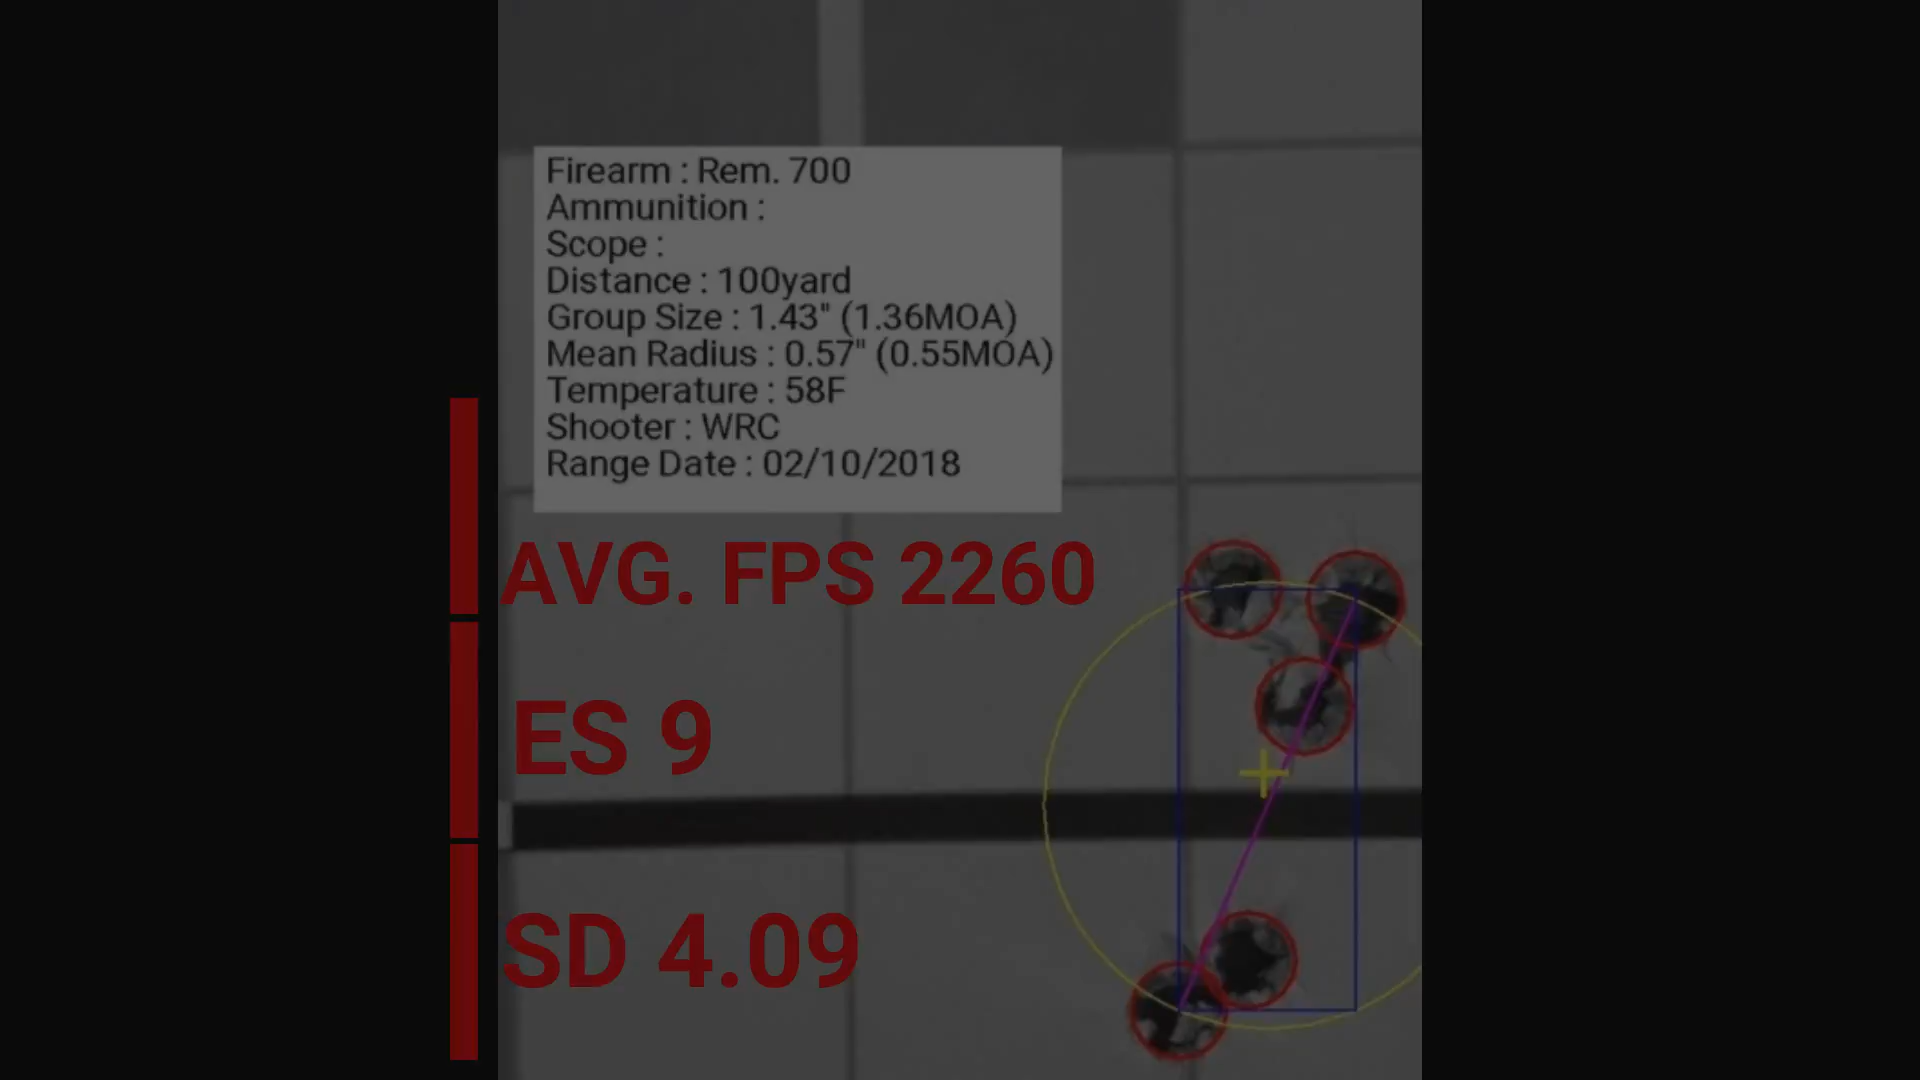 Firearm : Rem. 700
Ammunition :
Scope :
Distance : 100yard
Group Size : 1.43" (1.36MOA)
Mean Radius : 0.57" (0.55MOA)
Temperature : 58F
Shooter : WRC
Range Date : 02/10/2018
AVG. FPS 2260
ES 9
SD 4.09